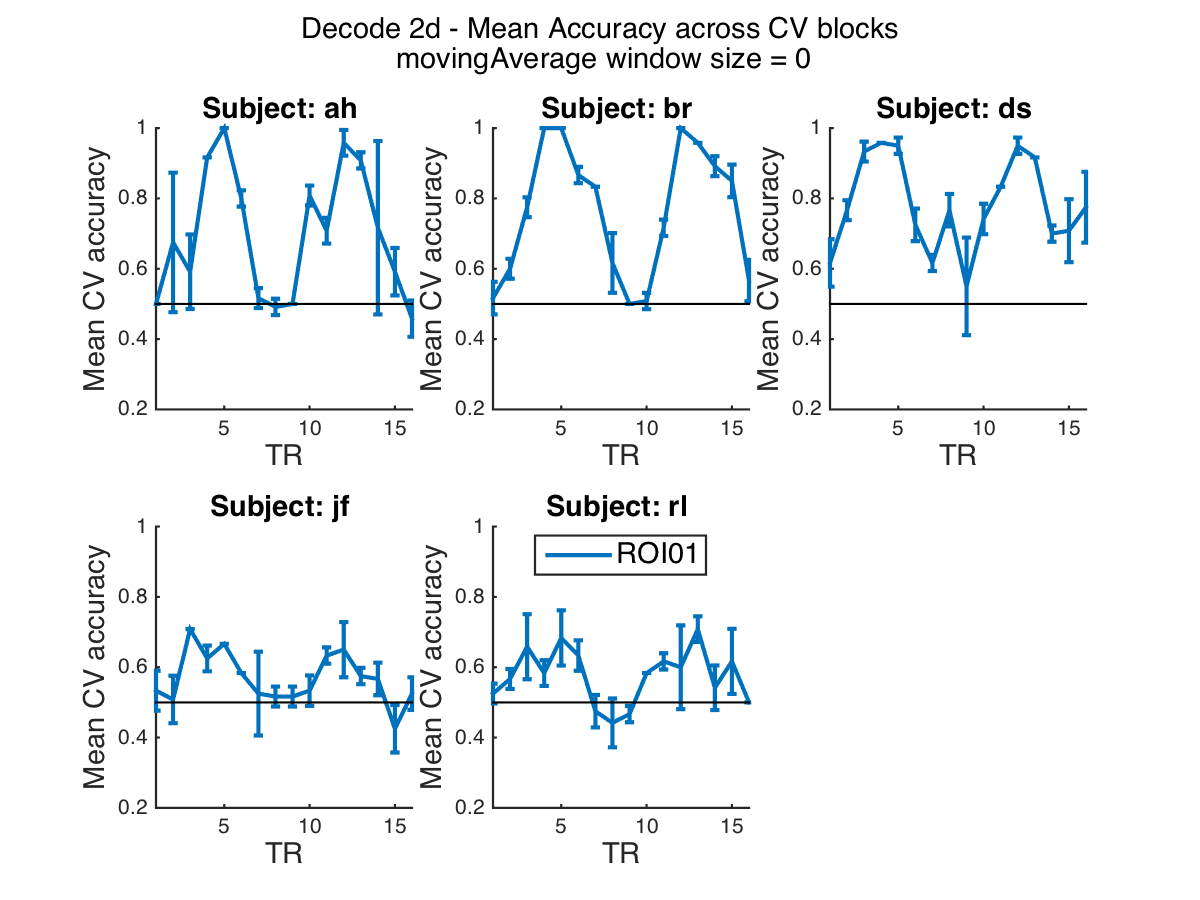 Decode 2d - Mean Accuracy across CV blocks
movingAverage window size = 0
Subject: ah
1
0.8
0.6
0.4
0.2
Mean CV accuracy
5 10 15
TR
Subject: br
1
0.8
0.6
0.4
0.2
Mean CV accuracy
5 10 15
TR
Subject: ds
1
0.8
0.6
0.4
0.2
Mean CV accuracy
5 10 15
TR
Subject: jf
1
0.8
0.6
0.4
0.2
Mean CV accuracy
5 10 15
TR
Subject: rl
ROI01
1
0.8
0.6
0.4
0.2
Mean CV accuracy
5 10 15
TR